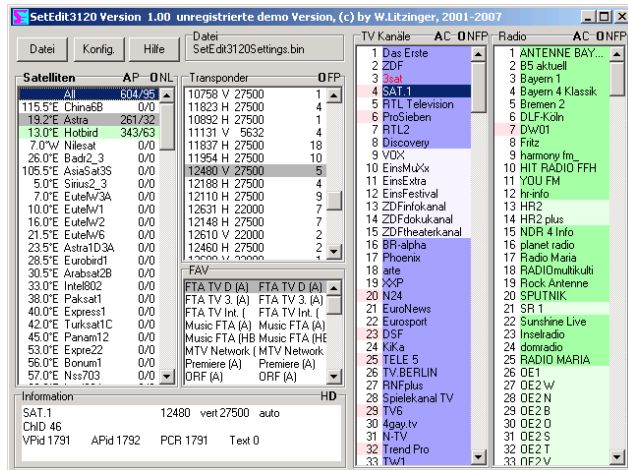 SetEdit3120 Version 1.00 unregistrierte demo Version, (c) by W.Litzinger, 2001-2007
Datei Konfig. Hilfe
Datei
SetEdit3120Settings.bin
Satelliten AP ONL
All 604/95
115.5°E China6B 0/0
19.2°E Astra 261/32
13.0°E Hotbird 343/63
7.0°W Nilesat 0/0
26.0°E Badr2_3 0/0
105.5°E AsiaSat3S 0/0
5.0°E Sirius2_3 0/0
7.0°E EutelW3A 0/0
10.0°E EutelW1 0/0
16.0°E EutelW2 0/0
21.5°E EutelW6 0/0
23.5°E Astra1D3A 0/0
28.5°E Eurobird1 0/0
30.5°E Arabsat2B 0/0
33.0°E Intel802 0/0
38.0°E Paksat1 0/0
40.0°E Express1 0/0
42.0°E Turksat1C 0/0
45.0°E Panam12 0/0
53.0°E Expre22 0/0
56.0°E Bonum1 0/0
57.0°E Nss703 0/0
Transponder OFP
10758 V 27500 1
11823 H 27500 4
10892 H 27500 1
11131 V 5632 4
11837 H 27500 18
11954 H 27500 10
12480 V 27500 5
12188 H 27500 4
12110 H 27500 9
12631 H 22000 7
12148 H 27500 7
12610 V 22000 2
12460 H 27500 2
FAV
FTA TV D (A) FTA TV D (A)
FTA TV 3. (A) FTA TV 3. (A)
FTA TV Int. ( FTA TV Int. (
Music FTA (A) Music FTA (A)
Music FTA (HB Music FTA (HE
MTV Network ( MTV Network
Premiere (A) Premiere (A)
ORF (A) ORF (A)
Information HD
SAT.1 12480 vert 27500 auto
ChID 46
VPid 1791 APid 1792 PCR 1791 Text 0
TV Kanäle AC ONFP
1 Das Erste
2 ZDF
3 3sat
4 SAT.1
5 RTL Television
6 ProSieben
7 RTL2
8 Discovery
9 VOX
10 EinsMuXx
11 EinsExtra
12 EinsFestival
13 ZDFinfokanal
14 ZDFdokukanal
15 ZDFtheaterkanal
16 BR-alpha
17 Phoenix
18 arte
19 XXP
20 N24
21 EuroNews
22 Eurosport
23 DSF
24 KiKa
25 TELE 5
26 TV.BERLIN
27 RNFplus
28 Spielekanal TV
29 TV6
30 4gay.tv
31 N-TV
32 Trend Pro
33 TW1
Radio AC ONFP
1 ANTENNE BAY...
2 B5 aktuell
3 Bayern 1
4 Bayern 4 Klassik
5 Bremen 2
6 DLF-Köln
7 DW01
8 Fritz
9 harmony fm_
10 HIT RADIO FFH
11 YOU FM
12 hr-info
13 HR2
14 HR2 plus
15 NDR 4 Info
16 planet radio
17 Radio Maria
18 RADIOmultikulti
19 Rock Antenne
20 SPUTNIK
21 SR 1
22 Sunshine Live
23 Inselradio
24 domradio
25 RADIO MARIA
26 OE1
27 OE2 W
28 OE2 N
29 OE2 B
30 OE2 O
31 OE2 S
32 OE2 T
33 OE2 V